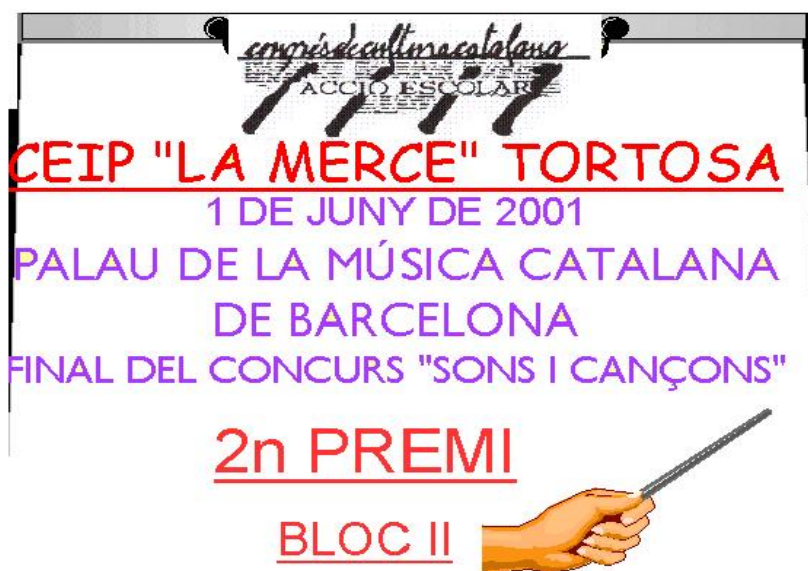 congrés de cultura catalana
ACCIÓ ESCOLAR
CEIP "LA MERCE" TORTOSA
1 DE JUNY DE 2001
PALAU DE LA MÚSICA CATALANA
DE BARCELONA
FINAL DEL CONCURS "SONS I CANÇONS"
2n PREMI
BLOC II